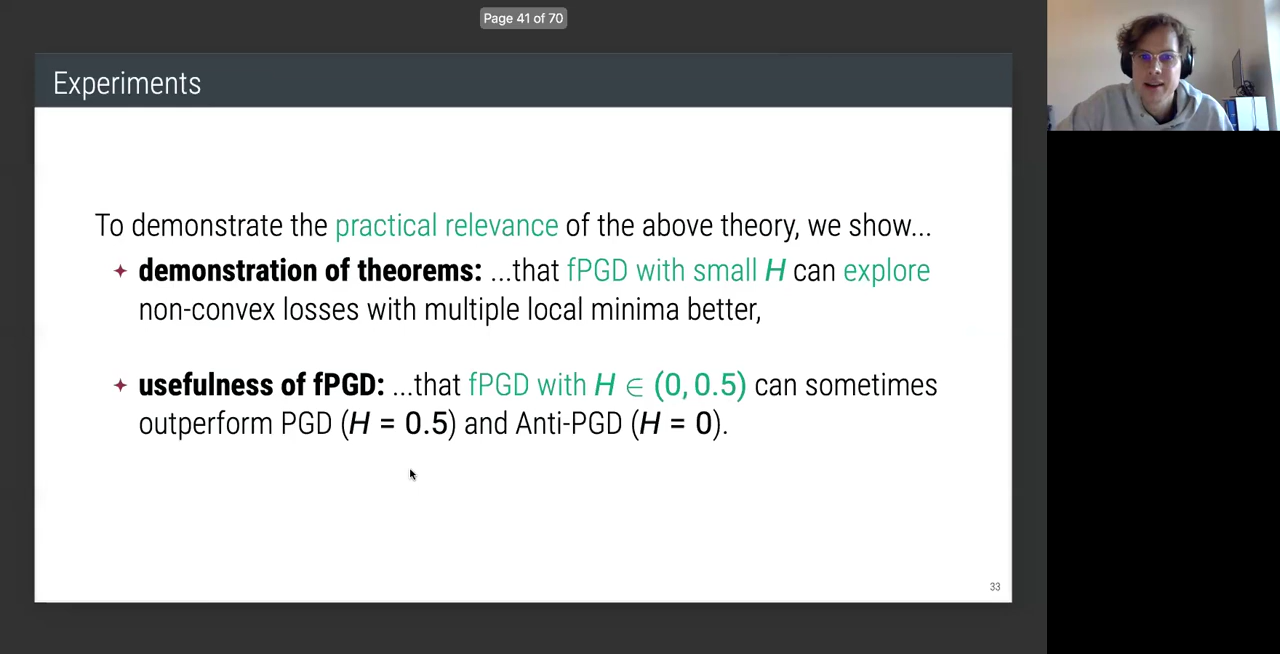 Page 41 of 70
Experiments
To demonstrate the practical relevance of the above theory, we show...
demonstration of theorems: ...that fPGD with small H can explore
non-convex losses with multiple local minima better,
usefulness of fPGD: ...that fPGD with H ∈ (0, 0.5) can sometimes
outperform PGD (H = 0.5) and Anti-PGD (H = 0).
33